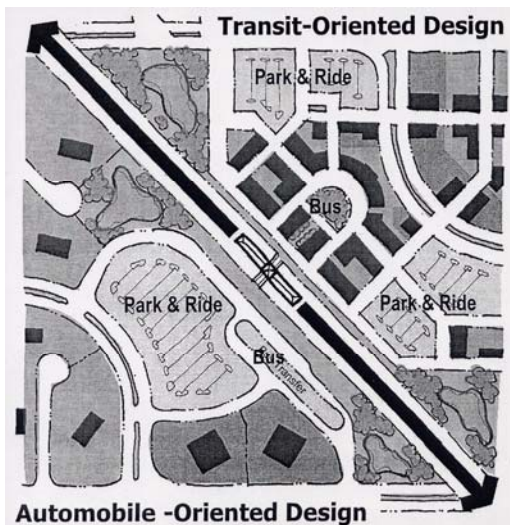 Transit-Oriented Design
Park & Ride
Bus
Park & Ride
Park & Ride
Bus
Transfer
Automobile -Oriented Design